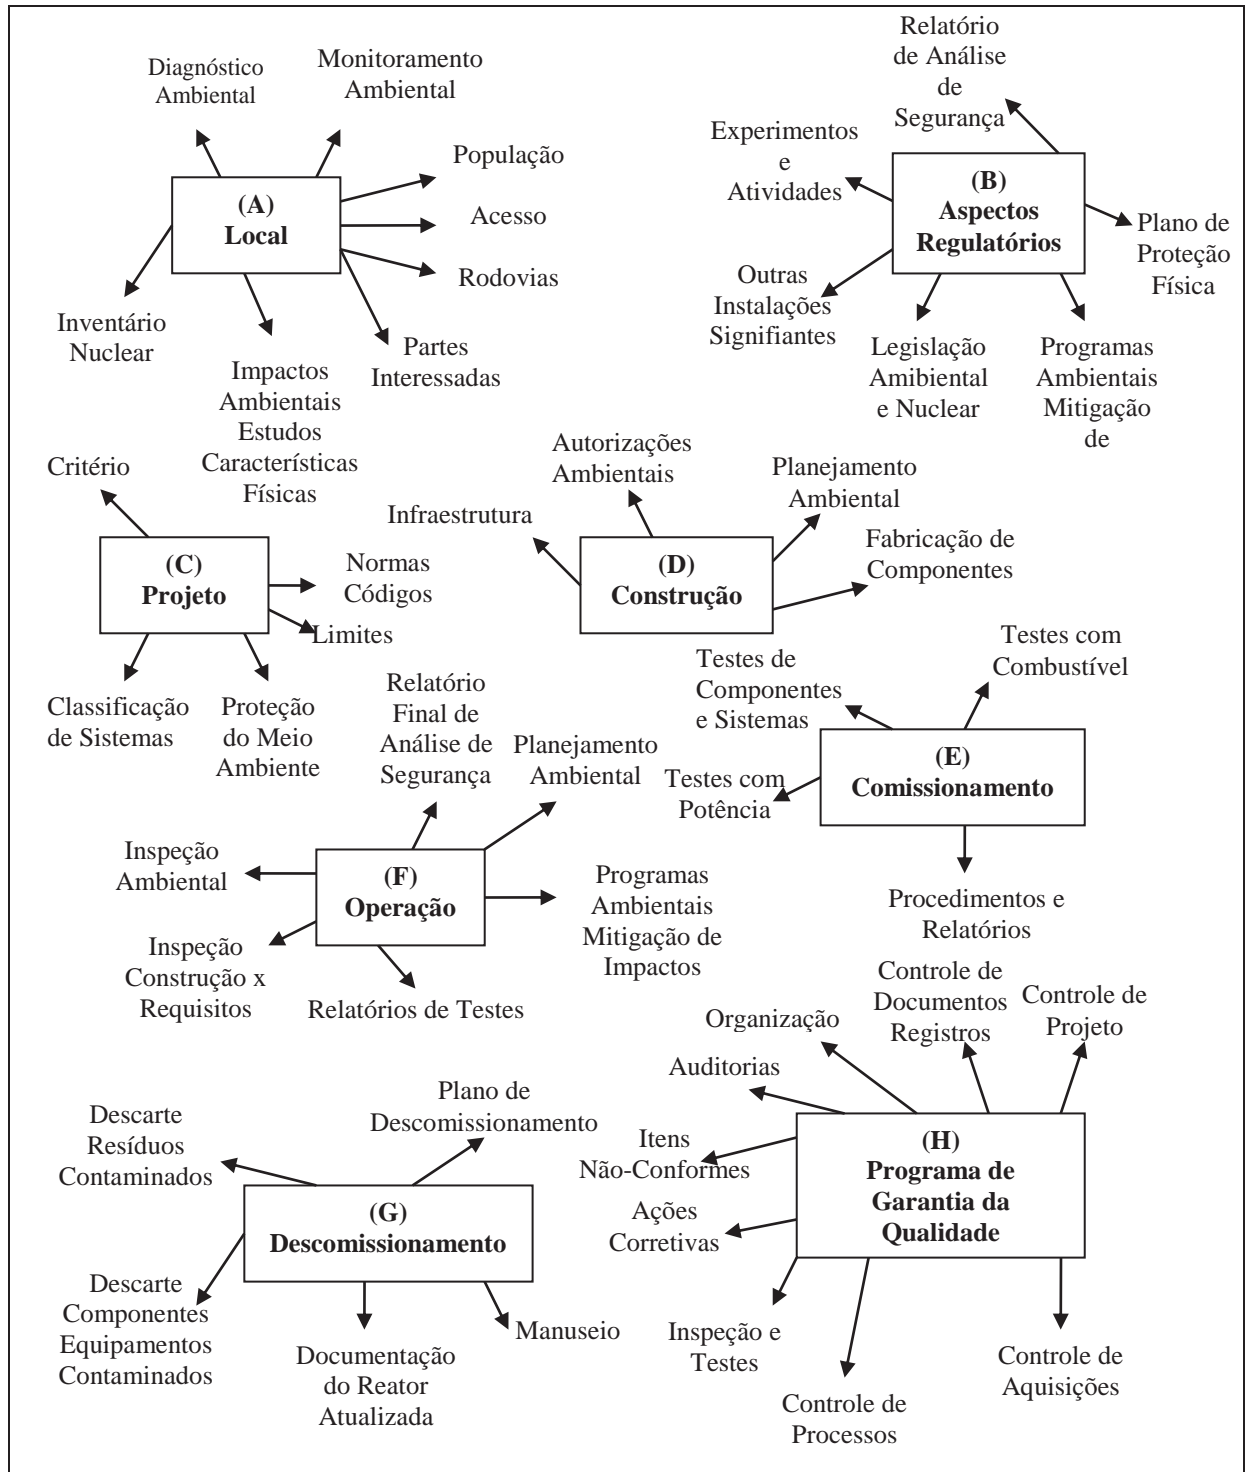 Diagnóstico
Ambiental
Monitoramento
Ambiental
População
Acesso
Rodovias
(A)
Local
Inventário
Nuclear
Partes
Interessadas
Impactos
Ambientais
Estudos
Características
Físicas
Relatório
de Análise
de
Segurança
Experimentos
e
Atividades
(B)
Aspectos
Regulatórios
Plano de
Proteção
Física
Outras
Instalações
Signifiantes
Legislação
Amibiental
e Nuclear
Programas
Ambientais
Mitigação
de
Critério
(C)
Projeto
Normas
Códigos
Limites
Classificação
de Sistemas
Proteção
do Meio
Ambiente
Autorizações
Ambientais
Planejamento
Ambiental
Infraestrutura
Fabricação de
Componentes
(D)
Construção
Testes de
Componentes
e Sistemas
Testes com
Combustível
(E)
Comissionamento
Testes com
Potência
Procedimentos e
Relatórios
Relatório
Final de
Análise de
Segurança
Planejamento
Ambiental
Inspeção
Ambiental
(F)
Operação
Programas
Ambientais
Mitigação de
Impactos
Inspeção
Construção x
Requisitos
Relatórios de Testes
Plano de
Descomissionamento
Descarte
Resíduos
Contaminados
(G)
Descomissionamento
Descarte
Componentes
Equipamentos
Contaminados
Documentação
do Reator
Atualizada
Manuseio
Controle de
Documentos
Registros
Controle de
Projeto
Organização
Auditorias
Itens
Não-Conformes
Ações
Corretivas
(H)
Programa de
Garantia da
Qualidade
Inspeção e
Testes
Controle de
Processos
Controle de
Aquisições